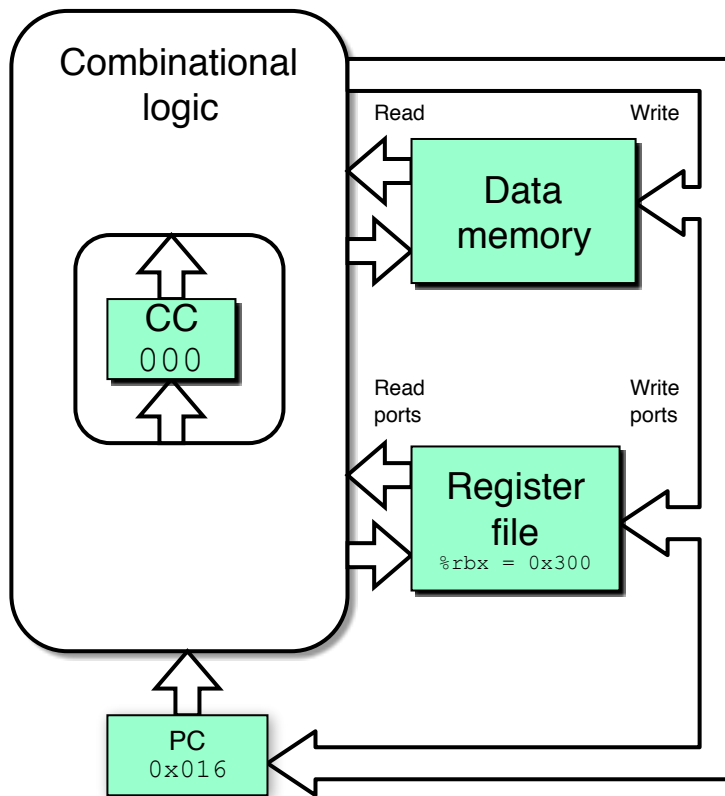 Combinational
logic
Read
Write
Data
memory
CC
000
Read
ports
Write
ports
Register
file
%rbx = 0x300
PC
0x016